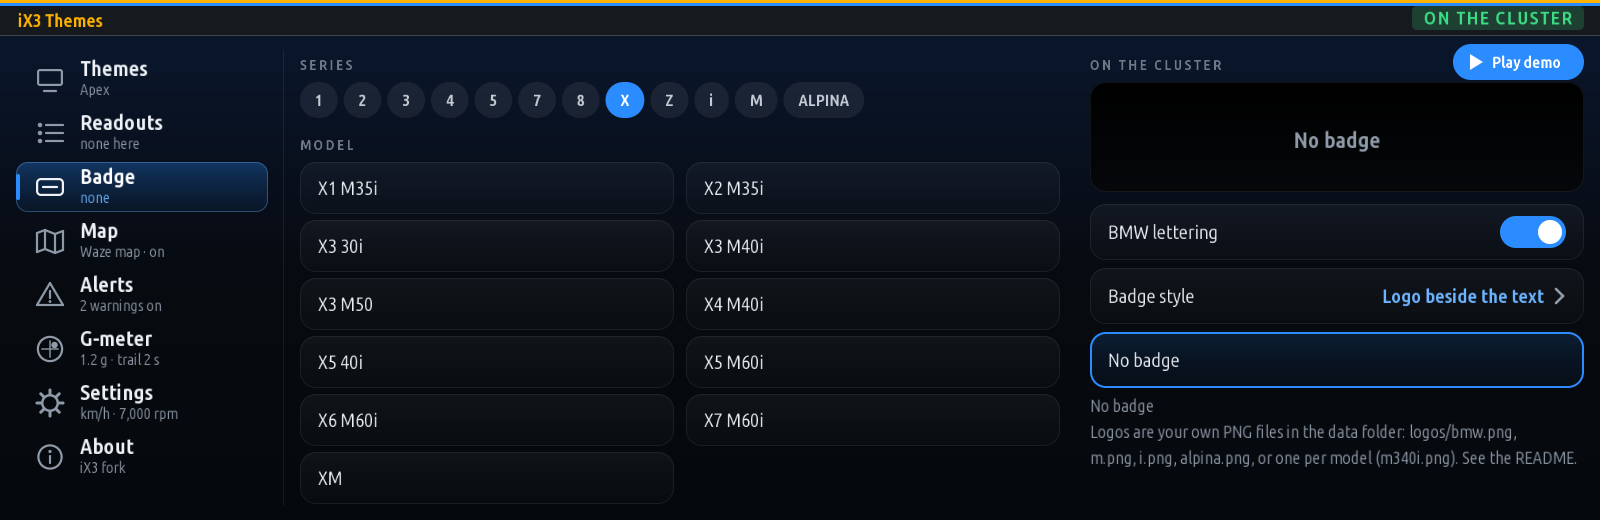 iX3 Themes
ON THE CLUSTER
Themes
Apex
Readouts
none here
Badge
none
Map
Waze map · on
Alerts
2 warnings on
G-meter
1.2 g · trail 2 s
Settings
km/h · 7,000 rpm
About
iX3 fork
SERIES
1 2 3 4 5 7 8 X Z i M ALPINA
MODEL
X1 M35i
X2 M35i
X3 30i
X3 M40i
X3 M50
X4 M40i
X5 40i
X5 M60i
X6 M60i
X7 M60i
XM
ON THE CLUSTER
Play demo
No badge
BMW lettering
Badge style
Logo beside the text
No badge
No badge
Logos are your own PNG files in the data folder: logos/bmw.png,
m.png, i.png, alpina.png, or one per model (m340i.png). See the README.